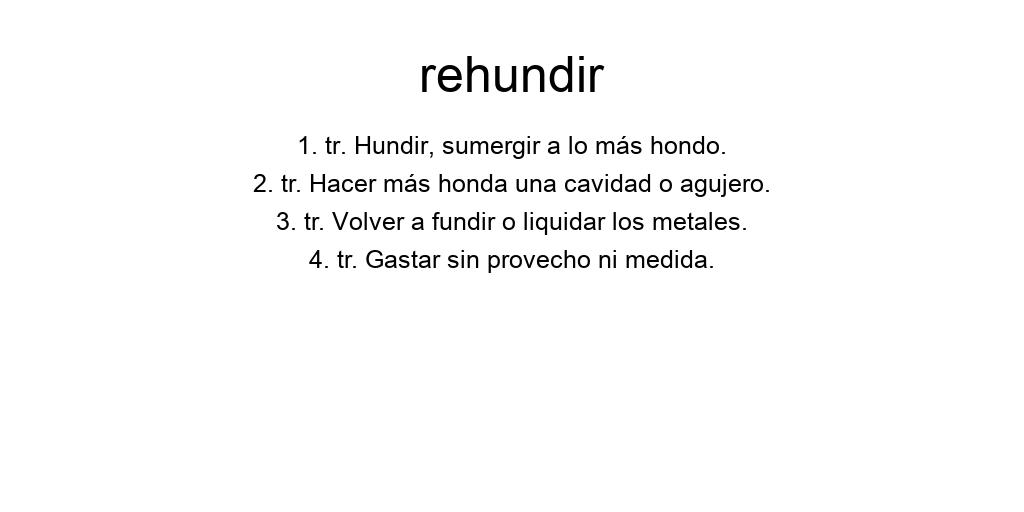 rehundir
1. tr. Hundir, sumergir a lo más hondo.
2. tr. Hacer más honda una cavidad o agujero.
3. tr. Volver a fundir o liquidar los metales.
4. tr. Gastar sin provecho ni medida.